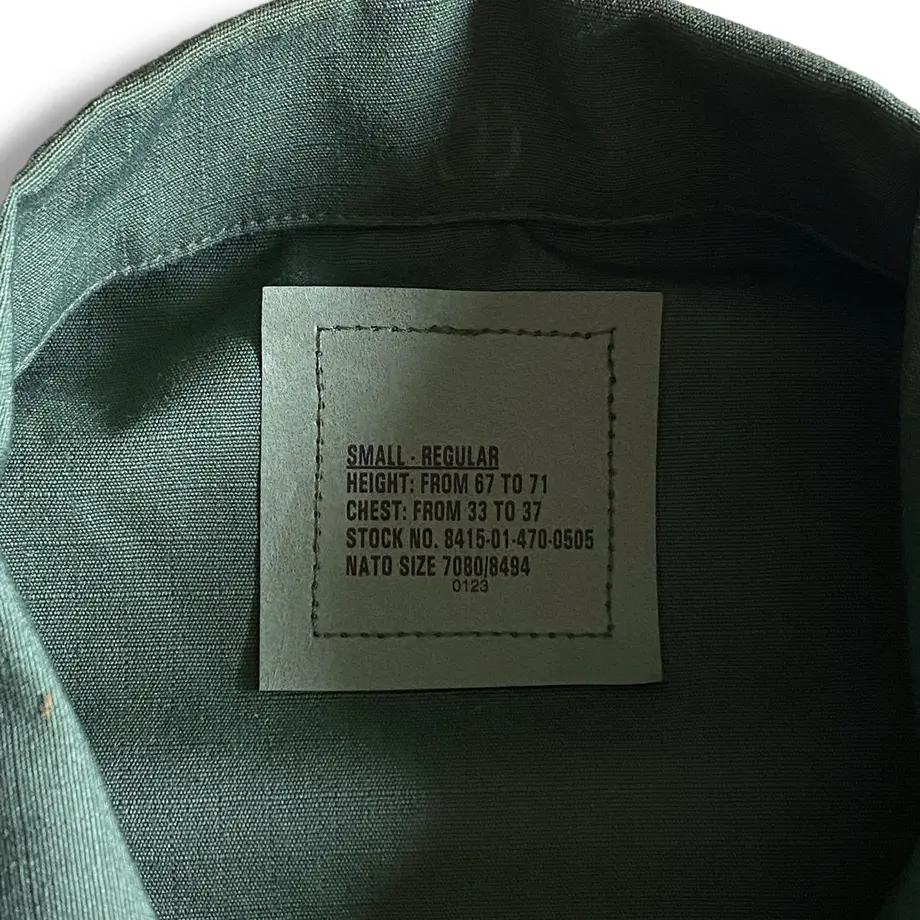 SMALL - REGULAR
HEIGHT: FROM 67 TO 71
CHEST: FROM 33 TO 37
STOCK NO. 8415-01-470-0505
NATO SIZE 7080/8494
0123